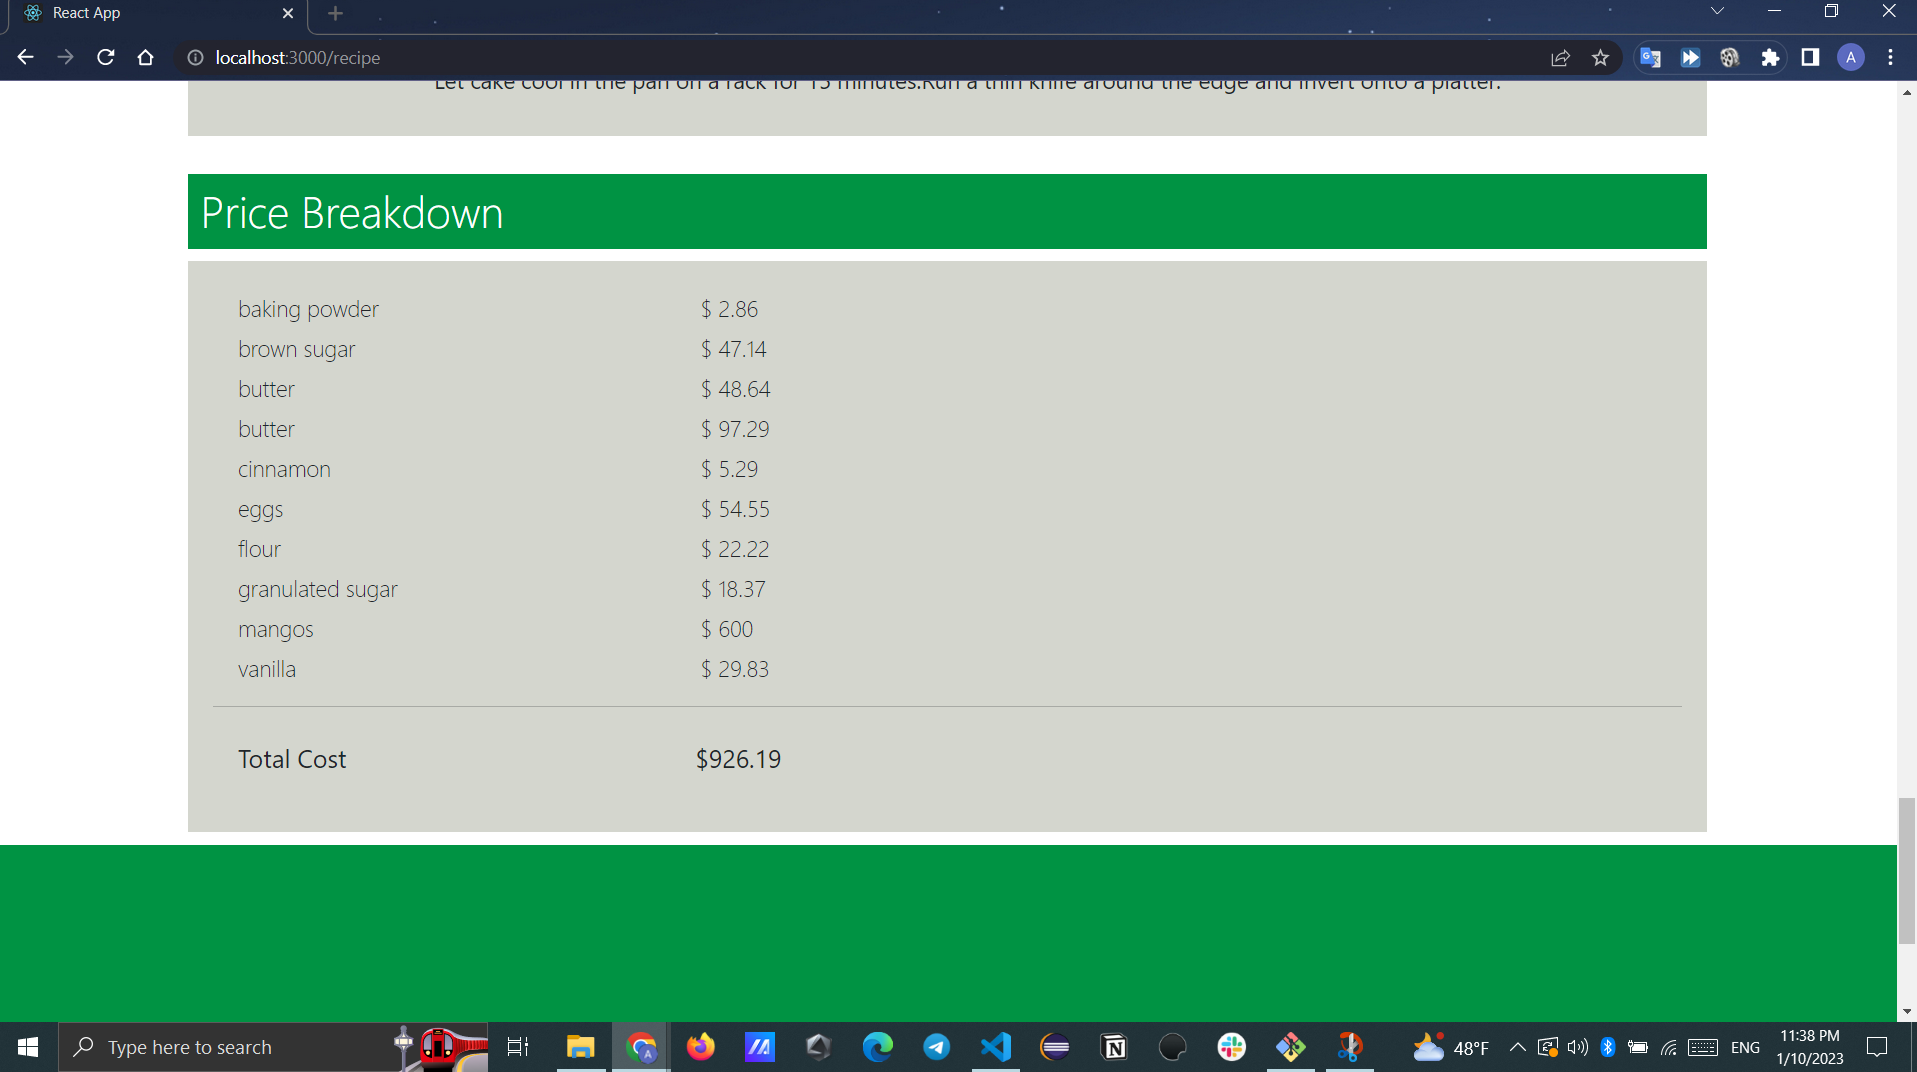 React App
localhost:3000/recipe
A
Let cake cool in the pan on a rack for 15 minutes.Run a thin knife around the edge and invert onto a platter.
Price Breakdown
baking powder $ 2.86
brown sugar $ 47.14
butter $ 48.64
butter $ 97.29
cinnamon $ 5.29
eggs $ 54.55
flour $ 22.22
granulated sugar $ 18.37
mangos $ 600
vanilla $ 29.83
Total Cost $926.19
Type here to search
48°F
ENG
11:38 PM
1/10/2023